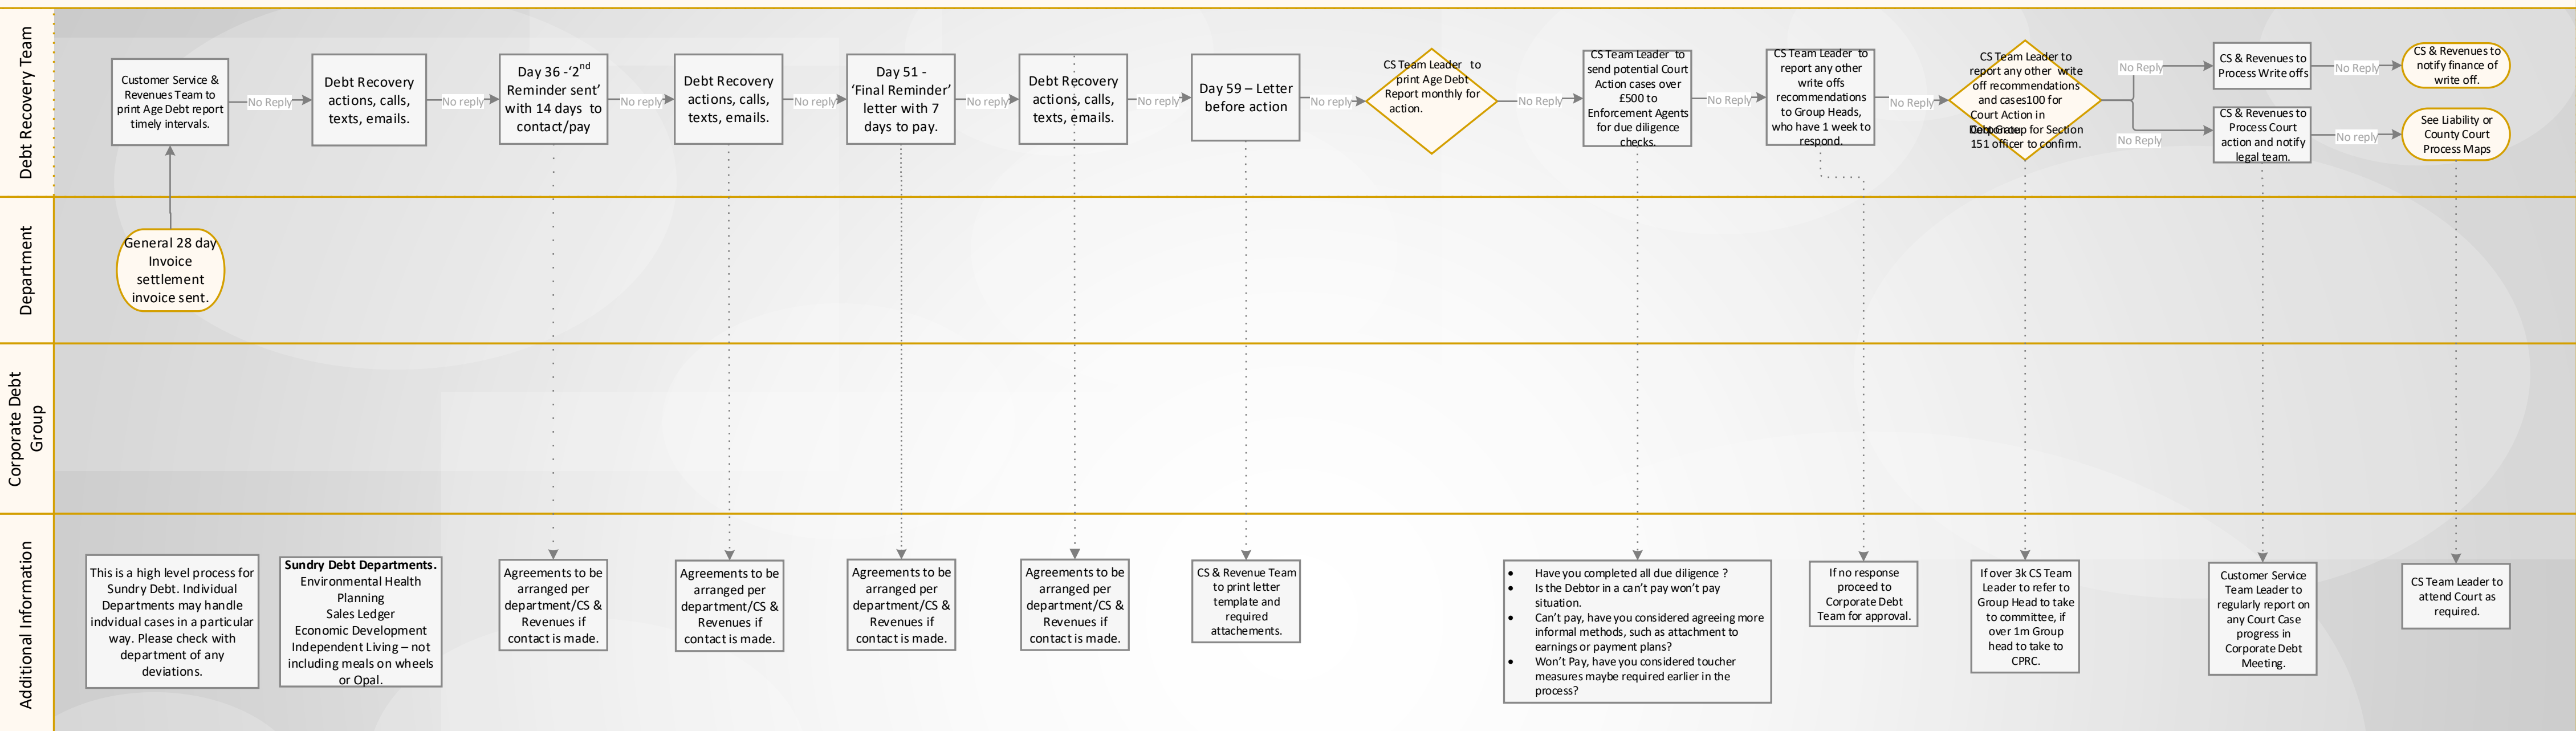 Debt Recovery Team
Customer Service &
Revenues Team to
print Age Debt report
timely intervals.
No Reply
Debt Recovery
actions, calls,
texts, emails.
No reply
Day 36 -‘2nd
Reminder sent’
with 14 days to
contact/pay
No reply
Debt Recovery
actions, calls,
texts, emails.
No reply
Day 51 -
‘Final Reminder’
letter with 7
days to pay.
No reply
Debt Recovery
actions, calls,
texts, emails.
No reply
Day 59 – Letter
before action
No reply
CS Team Leader to
print Age Debt
Report monthly for
action.
No Reply
CS Team Leader to
send potential Court
Action cases over
£500 to
Enforcement Agents
for due diligence
checks.
No Reply
CS Team Leader to
report any other
write offs
recommendations
to Group Heads,
who have 1 week to
respond.
No Reply
CS Team Leader to
report any other write
off recommendations
and cases100 for
Court Action in
Corporate
Debt Group for Section
151 officer to confirm.
No Reply
CS & Revenues to
Process Write offs
No Reply
CS & Revenues to
notify finance of
write off.
No Reply
CS & Revenues to
Process Court
action and notify
legal team.
No reply
See Liability or
County Court
Process Maps
Department
General 28 day
Invoice
settlement
invoice sent.
Corporate Debt
Group
Additional Information
This is a high level process for
Sundry Debt. Individual
Departments may handle
indvidual cases in a particular
way. Please check with
department of any
deviations.
Sundry Debt Departments.
Environmental Health
Planning
Sales Ledger
Economic Development
Independent Living – not
including meals on wheels
or Opal.
Agreements to be
arranged per
department/CS &
Revenues if
contact is made.
Agreements to be
arranged per
department/CS &
Revenues if
contact is made.
Agreements to be
arranged per
department/CS &
Revenues if
contact is made.
Agreements to be
arranged per
department/CS &
Revenues if
contact is made.
CS & Revenue Team
to print letter
template and
required
attachements.
• Have you completed all due diligence ?
• Is the Debtor in a can’t pay won’t pay
situation.
• Can’t pay, have you considered agreeing more
informal methods, such as attachment to
earnings or payment plans?
• Won’t Pay, have you considered toucher
measures maybe required earlier in the
process?
If no response
proceed to
Corporate Debt
Team for approval.
If over 3k CS Team
Leader to refer to
Group Head to take
to committee, if
over 1m Group
head to take to
CPRC.
Customer Service
Team Leader to
regularly report on
any Court Case
progress in
Corporate Debt
Meeting.
CS Team Leader to
attend Court as
required.